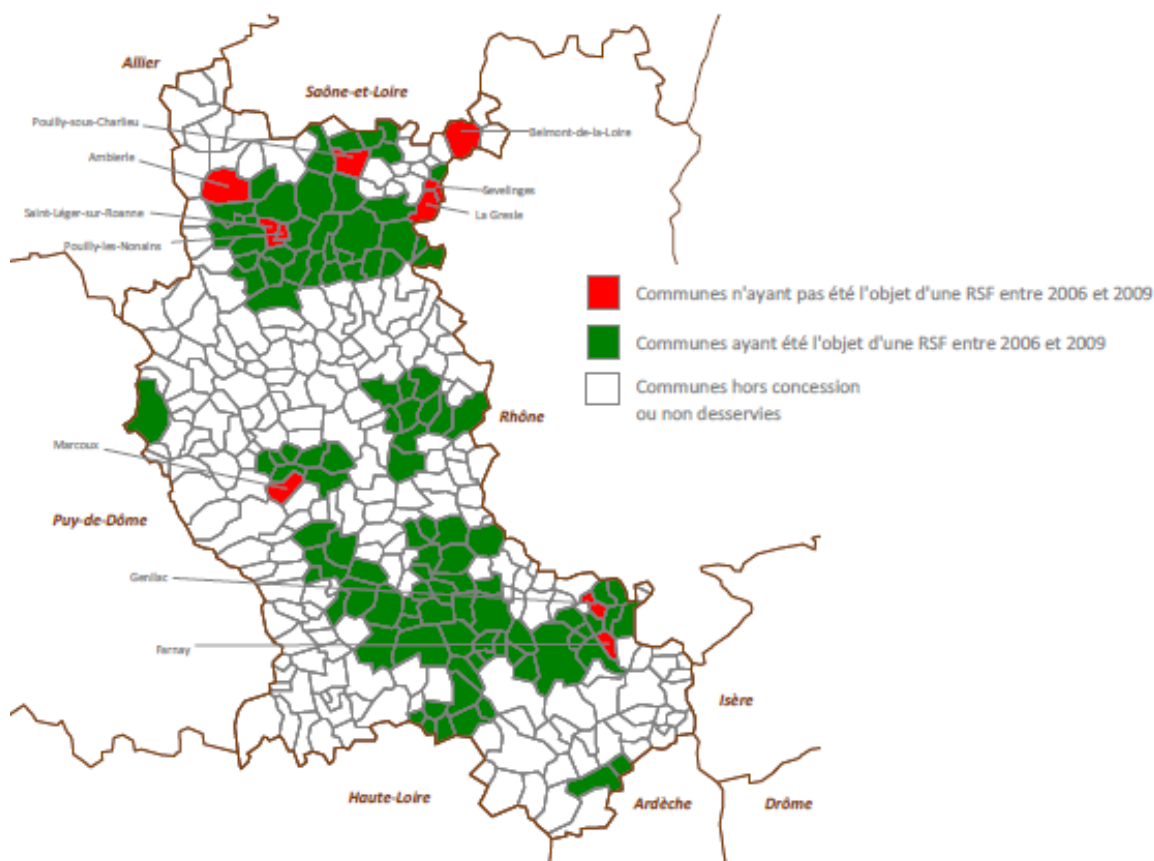 Allier
Saône-et-Loire
Pouilly-sous-Charlieu
Belmont-de-la-Loire
Ambierle
Sevelinges
Saint-Léger-sur-Roanne
La Gresle
Pouilly-les-Nonains
Communes n'ayant pas été l'objet d'une RSF entre 2006 et 2009
Communes ayant été l'objet d'une RSF entre 2006 et 2009
Communes hors concession
ou non desservies
Rhône
Marcoux
Puy-de-Dôme
Genilac
Farnay
Isère
Haute-Loire
Ardèche
Drôme